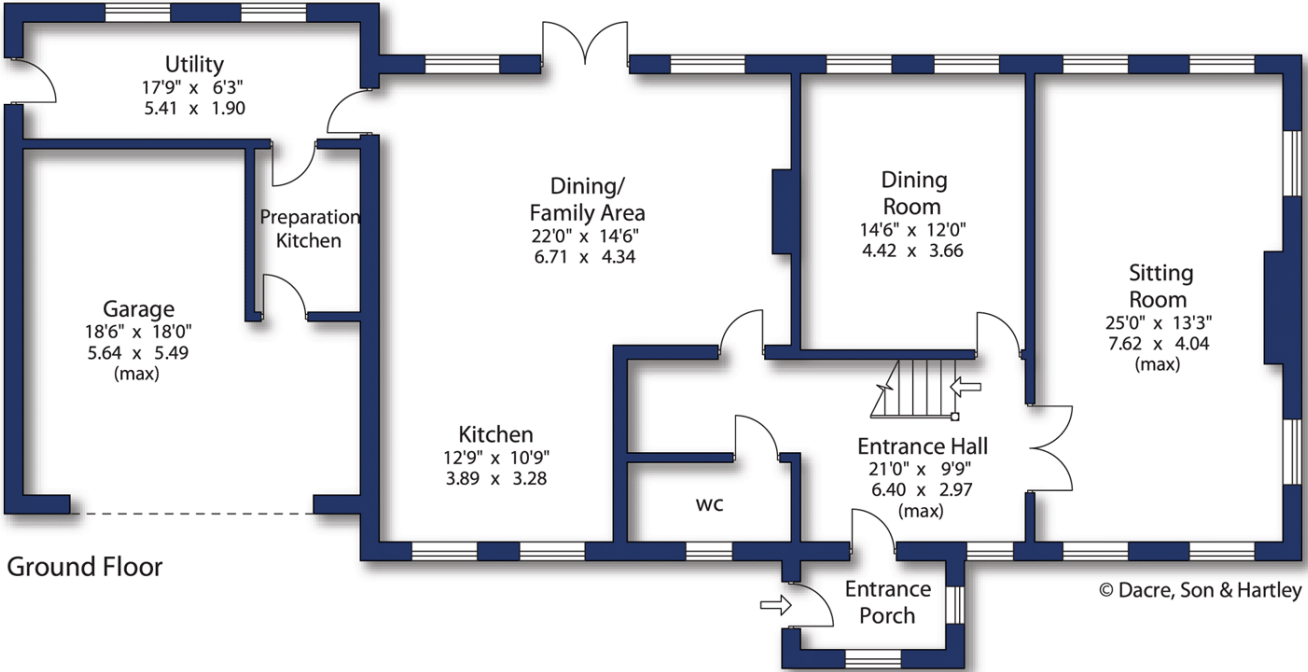 Utility
17'9" x 6'3"
5.41 x 1.90
Preparation
Kitchen
Garage
18'6" x 18'0"
5.64 x 5.49
(max)
Dining/
Family Area
22'0" x 14'6"
6.71 x 4.34
Kitchen
12'9" x 10'9"
3.89 x 3.28
Dining
Room
14'6" x 12'0"
4.42 x 3.66
Sitting
Room
25'0" x 13'3"
7.62 x 4.04
(max)
Entrance Hall
21'0" x 9'9"
6.40 x 2.97
(max)
WC
Entrance
Porch
Ground Floor
© Dacre, Son & Hartley